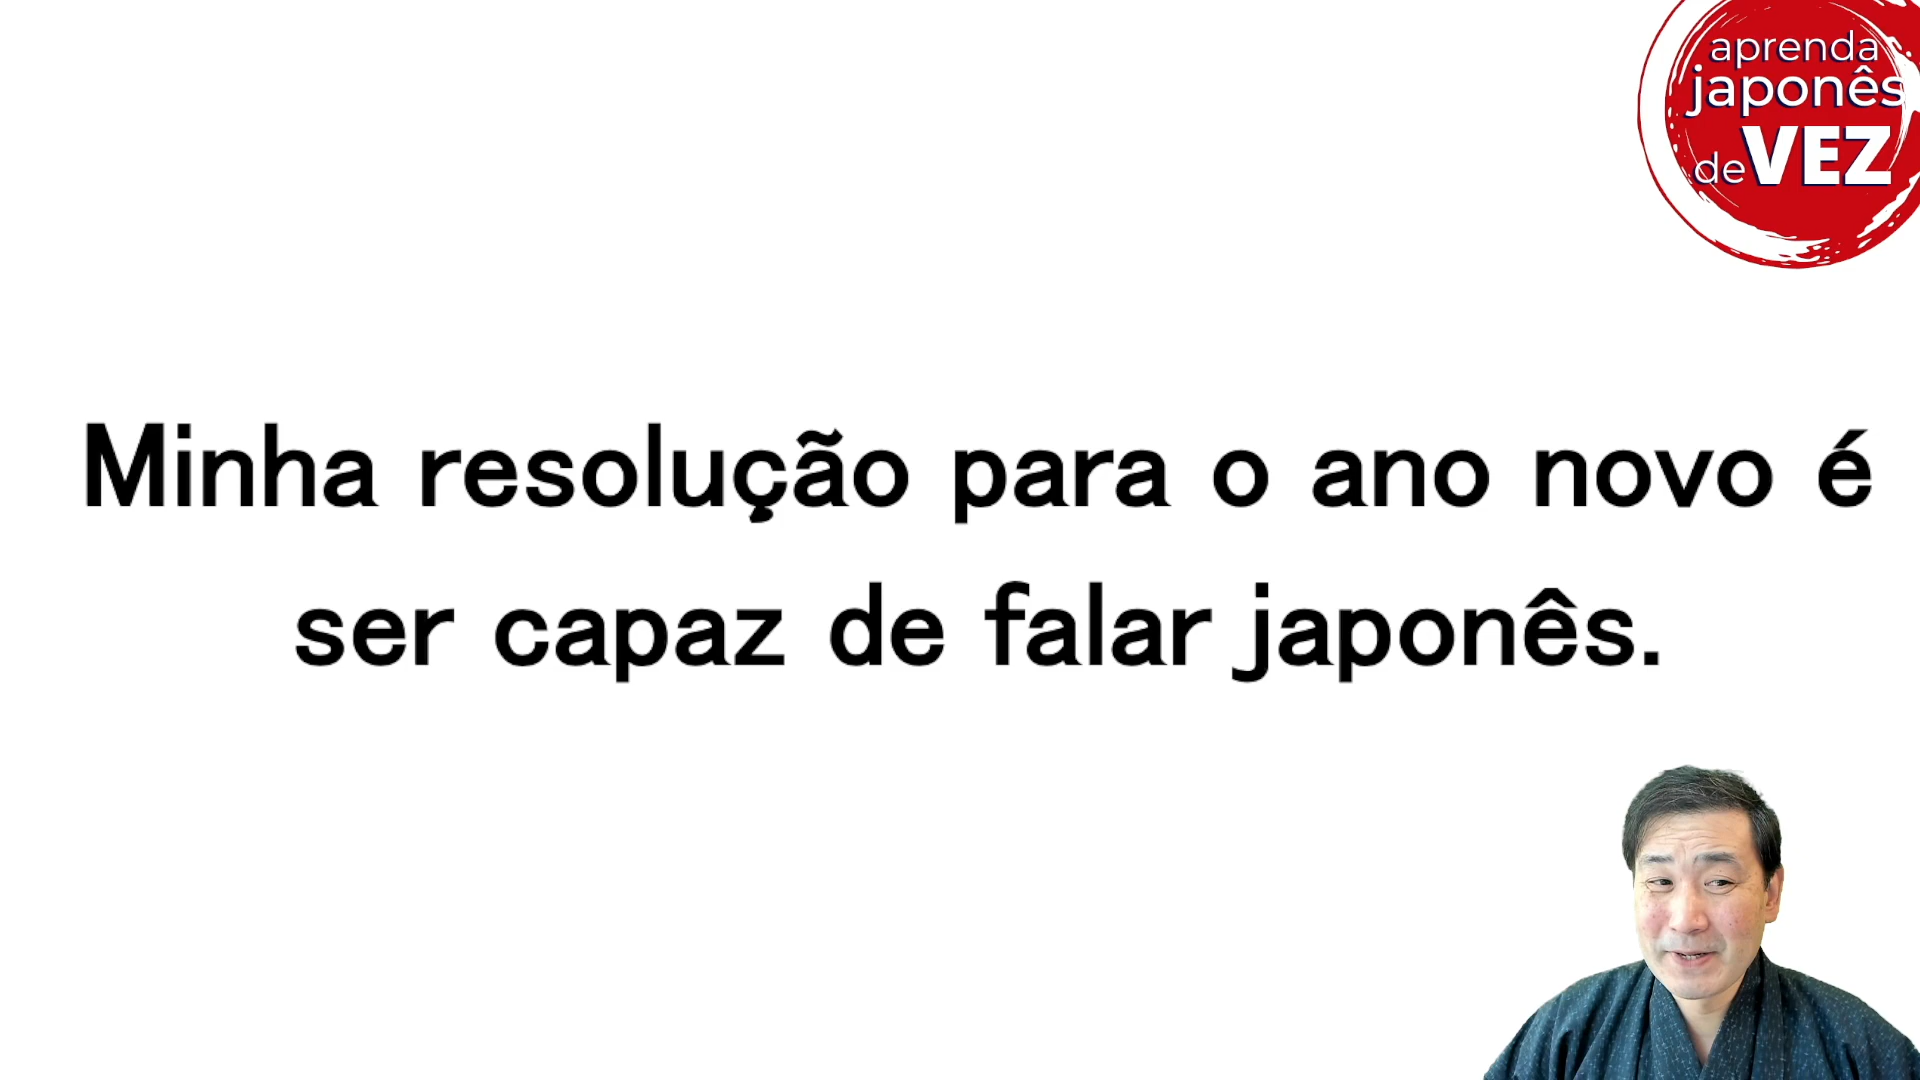 aprenda
japonês
de VEZ
Minha resolução para o ano novo é
ser capaz de falar japonês.